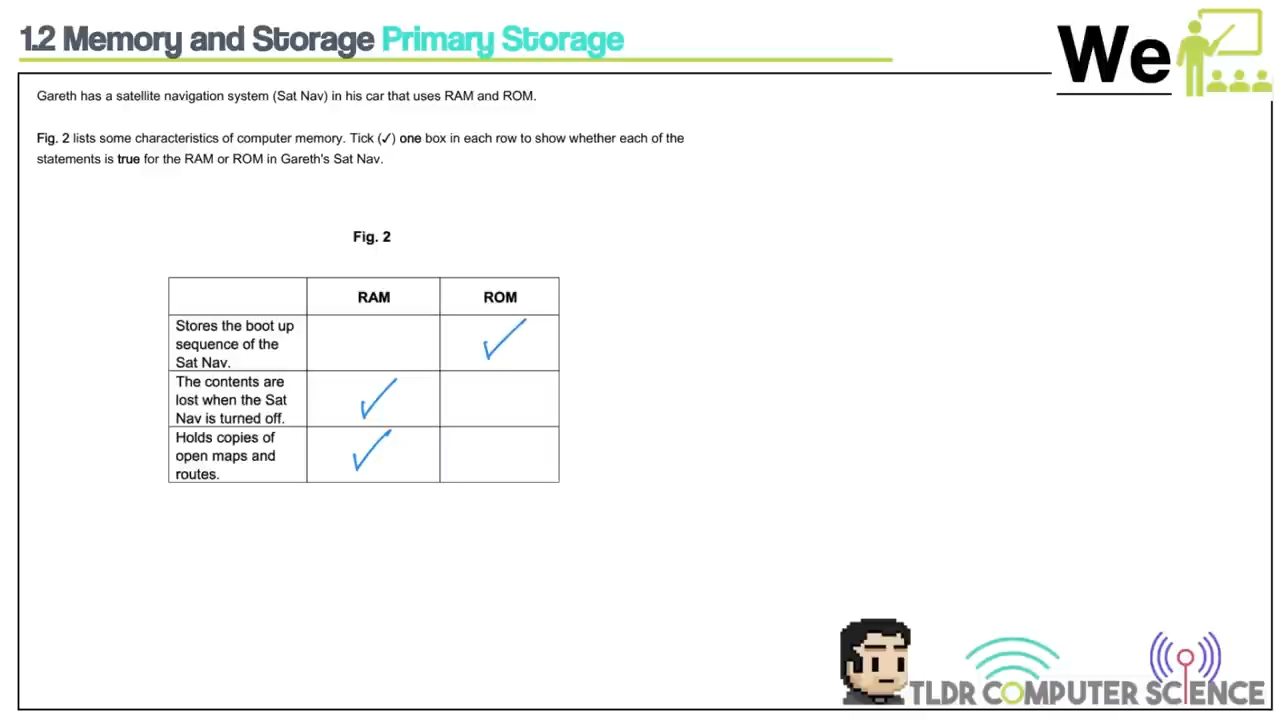 1.2 Memory and Storage Primary Storage
We
Gareth has a satellite navigation system (Sat Nav) in his car that uses RAM and ROM.
Fig. 2 lists some characteristics of computer memory. Tick (✓) one box in each row to show whether each of the
statements is true for the RAM or ROM in Gareth's Sat Nav.
Fig. 2
RAM ROM
Stores the boot up
sequence of the
Sat Nav.
The contents are
lost when the Sat
Nav is turned off.
Holds copies of
open maps and
routes.
TLDR COMPUTER SCIENCE